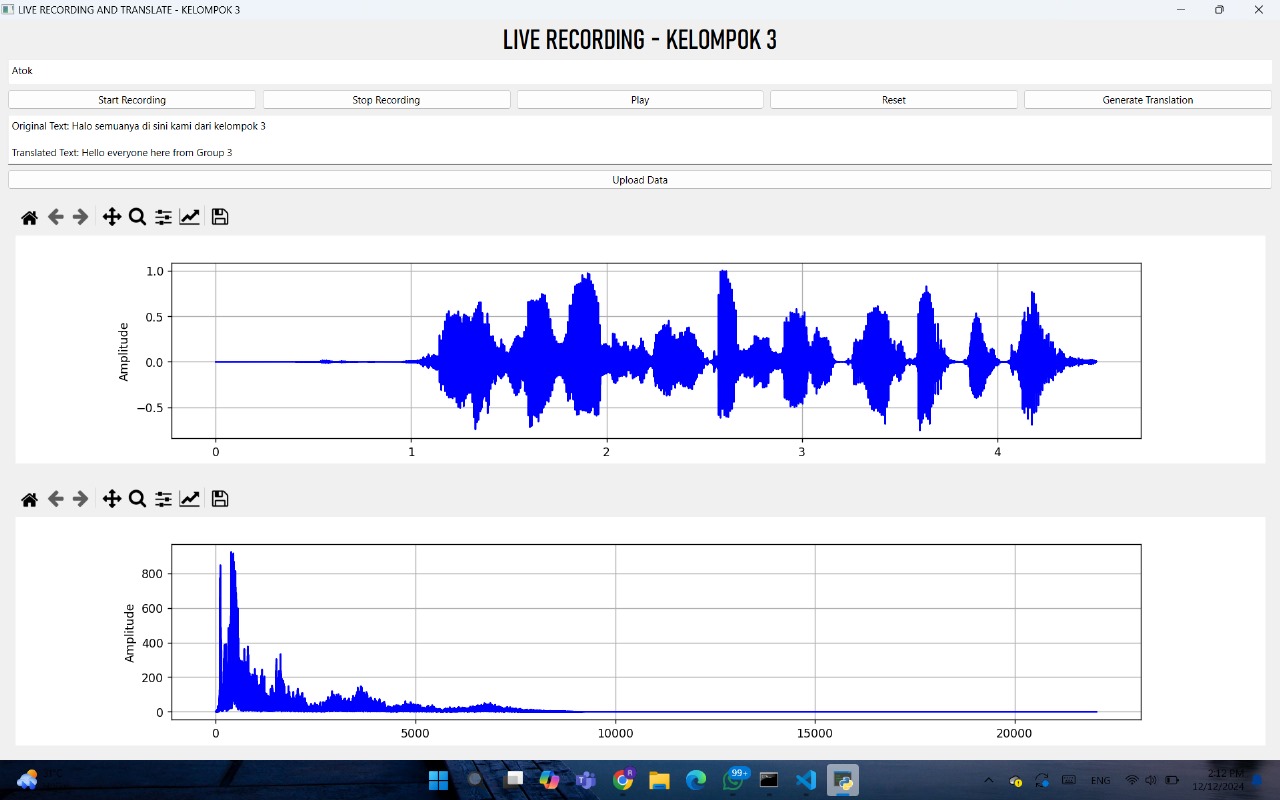 LIVE RECORDING AND TRANSLATE - KELOMPOK 3
LIVE RECORDING - KELOMPOK 3
Atok
Start Recording Stop Recording Play Reset Generate Translation
Original Text: Halo semuanya di sini kami dari kelompok 3
Translated Text: Hello everyone here from Group 3
Upload Data
1.0
0.5
0.0
−0.5
Amplitude
0 1 2 3 4
800
600
400
200
0
Amplitude
0 5000 10000 15000 20000
31°C
99+
ENG
2:12 PM
12/12/2024